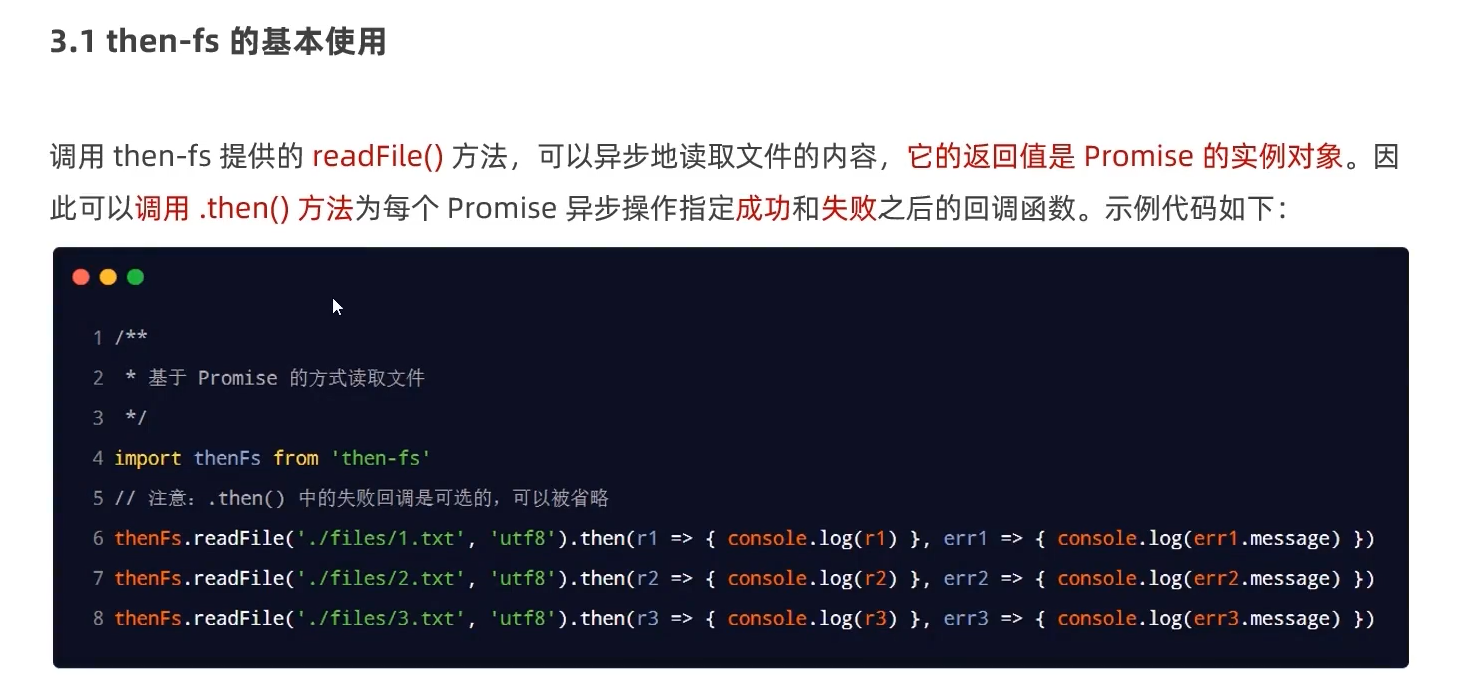 3.1 then-fs 的基本使用
调用 then-fs 提供的 readFile() 方法，可以异步地读取文件的内容，它的返回值是 Promise 的实例对象。因
此可以调用 .then() 方法为每个 Promise 异步操作指定成功和失败之后的回调函数。示例代码如下：
1 /**
2  * 基于 Promise 的方式读取文件
3  */
4 import thenFs from 'then-fs'
5 // 注意：.then() 中的失败回调是可选的，可以被省略
6 thenFs.readFile('./files/1.txt', 'utf8').then(r1 => { console.log(r1) }, err1 => { console.log(err1.message) })
7 thenFs.readFile('./files/2.txt', 'utf8').then(r2 => { console.log(r2) }, err2 => { console.log(err2.message) })
8 thenFs.readFile('./files/3.txt', 'utf8').then(r3 => { console.log(r3) }, err3 => { console.log(err3.message) })